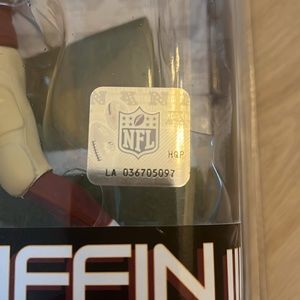 NFL
HQP
LA 036705097
IFFIN III